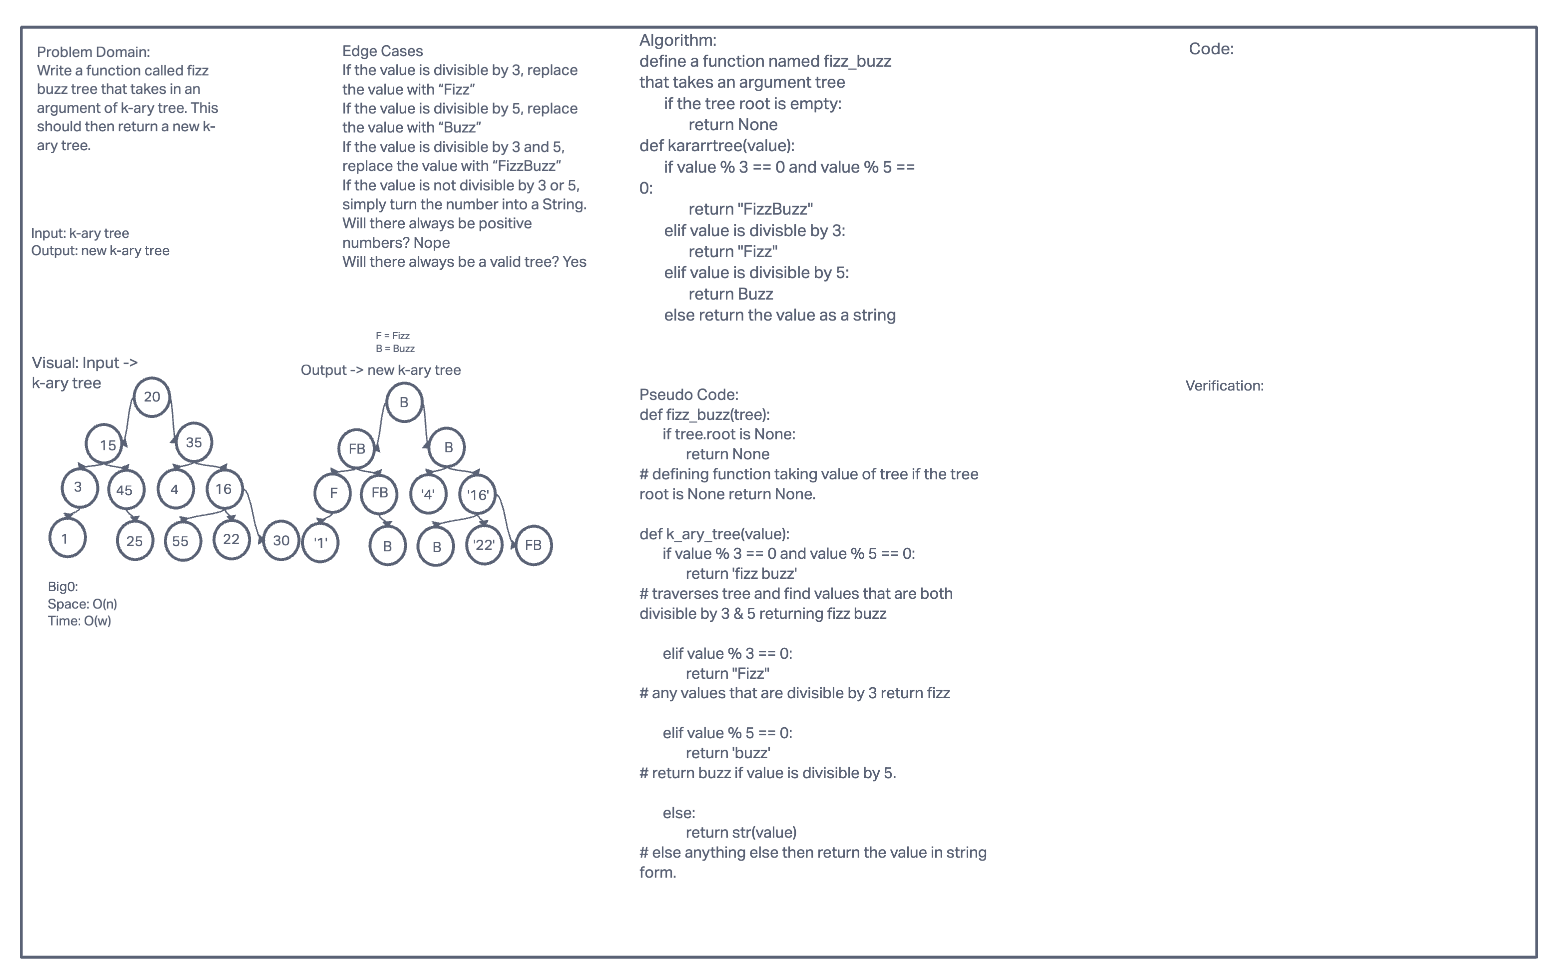 Problem Domain:
Write a function called fizz
buzz tree that takes in an
argument of k-ary tree. This
should then return a new k-
ary tree.
Input: k-ary tree
Output: new k-ary tree
Edge Cases
If the value is divisible by 3, replace
the value with “Fizz”
If the value is divisible by 5, replace
the value with “Buzz”
If the value is divisible by 3 and 5,
replace the value with “FizzBuzz”
If the value is not divisible by 3 or 5,
simply turn the number into a String.
Will there always be positive
numbers? Nope
Will there always be a valid tree? Yes
Visual: Input ->
k-ary tree
20
15
35
3
45
4
16
1
25
55
22
30
F = Fizz
B = Buzz
Output -> new k-ary tree
B
FB
B
F
FB
'4'
'16'
'1'
B
B
'22'
FB
Big0:
Space: O(n)
Time: O(w)
Algorithm:
define a function named fizz_buzz
that takes an argument tree
if the tree root is empty:
return None
def kararrtree(value):
if value % 3 == 0 and value % 5 ==
0:
return "FizzBuzz"
elif value is divisble by 3:
return "Fizz"
elif value is divisible by 5:
return Buzz
else return the value as a string
Pseudo Code:
def fizz_buzz(tree):
if tree.root is None:
return None
# defining function taking value of tree if the tree
root is None return None.
def k_ary_tree(value):
if value % 3 == 0 and value % 5 == 0:
return 'fizz buzz'
# traverses tree and find values that are both
divisible by 3 & 5 returning fizz buzz
elif value % 3 == 0:
return "Fizz"
# any values that are divisible by 3 return fizz
elif value % 5 == 0:
return 'buzz'
# return buzz if value is divisible by 5.
else:
return str(value)
# else anything else then return the value in string
form.
Code:
Verification: